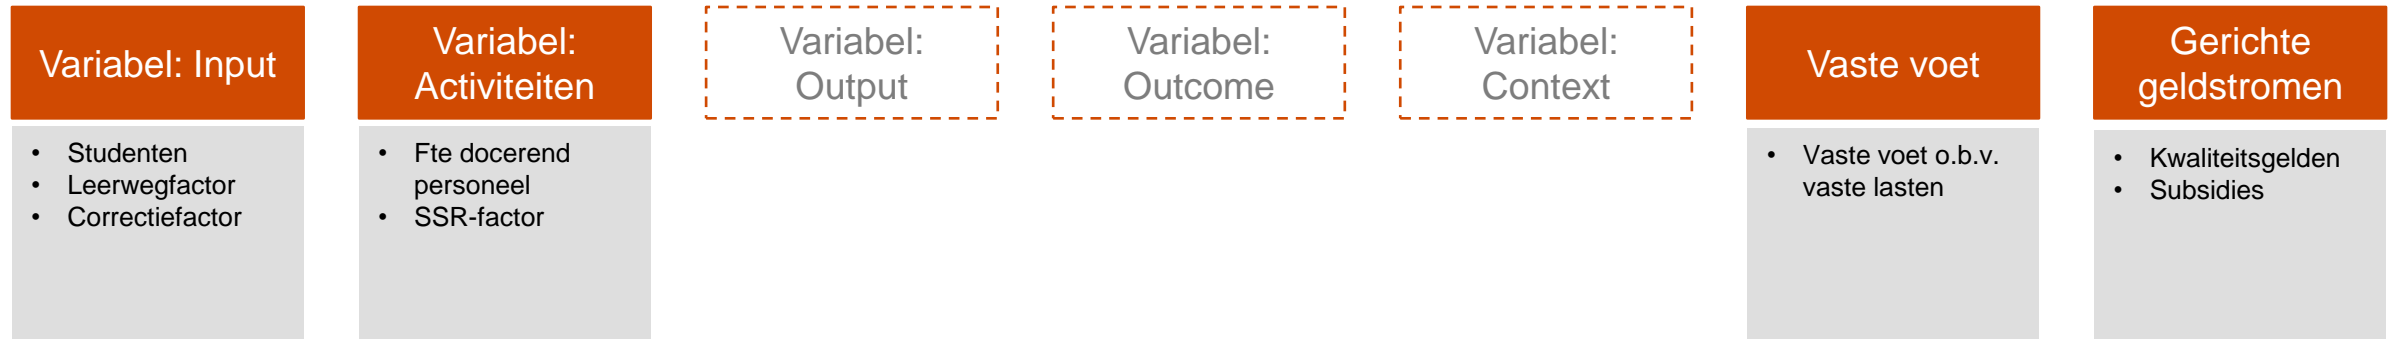 Variabel: Input
• Studenten
• Leerwegfactor
• Correctiefactor
Variabel:
Activiteiten
• Fte docerend
personeel
• SSR-factor
Variabel:
Output
Variabel:
Outcome
Variabel:
Context
Vaste voet
• Vaste voet o.b.v.
vaste lasten
Gerichte
geldstromen
• Kwaliteitsgelden
• Subsidies